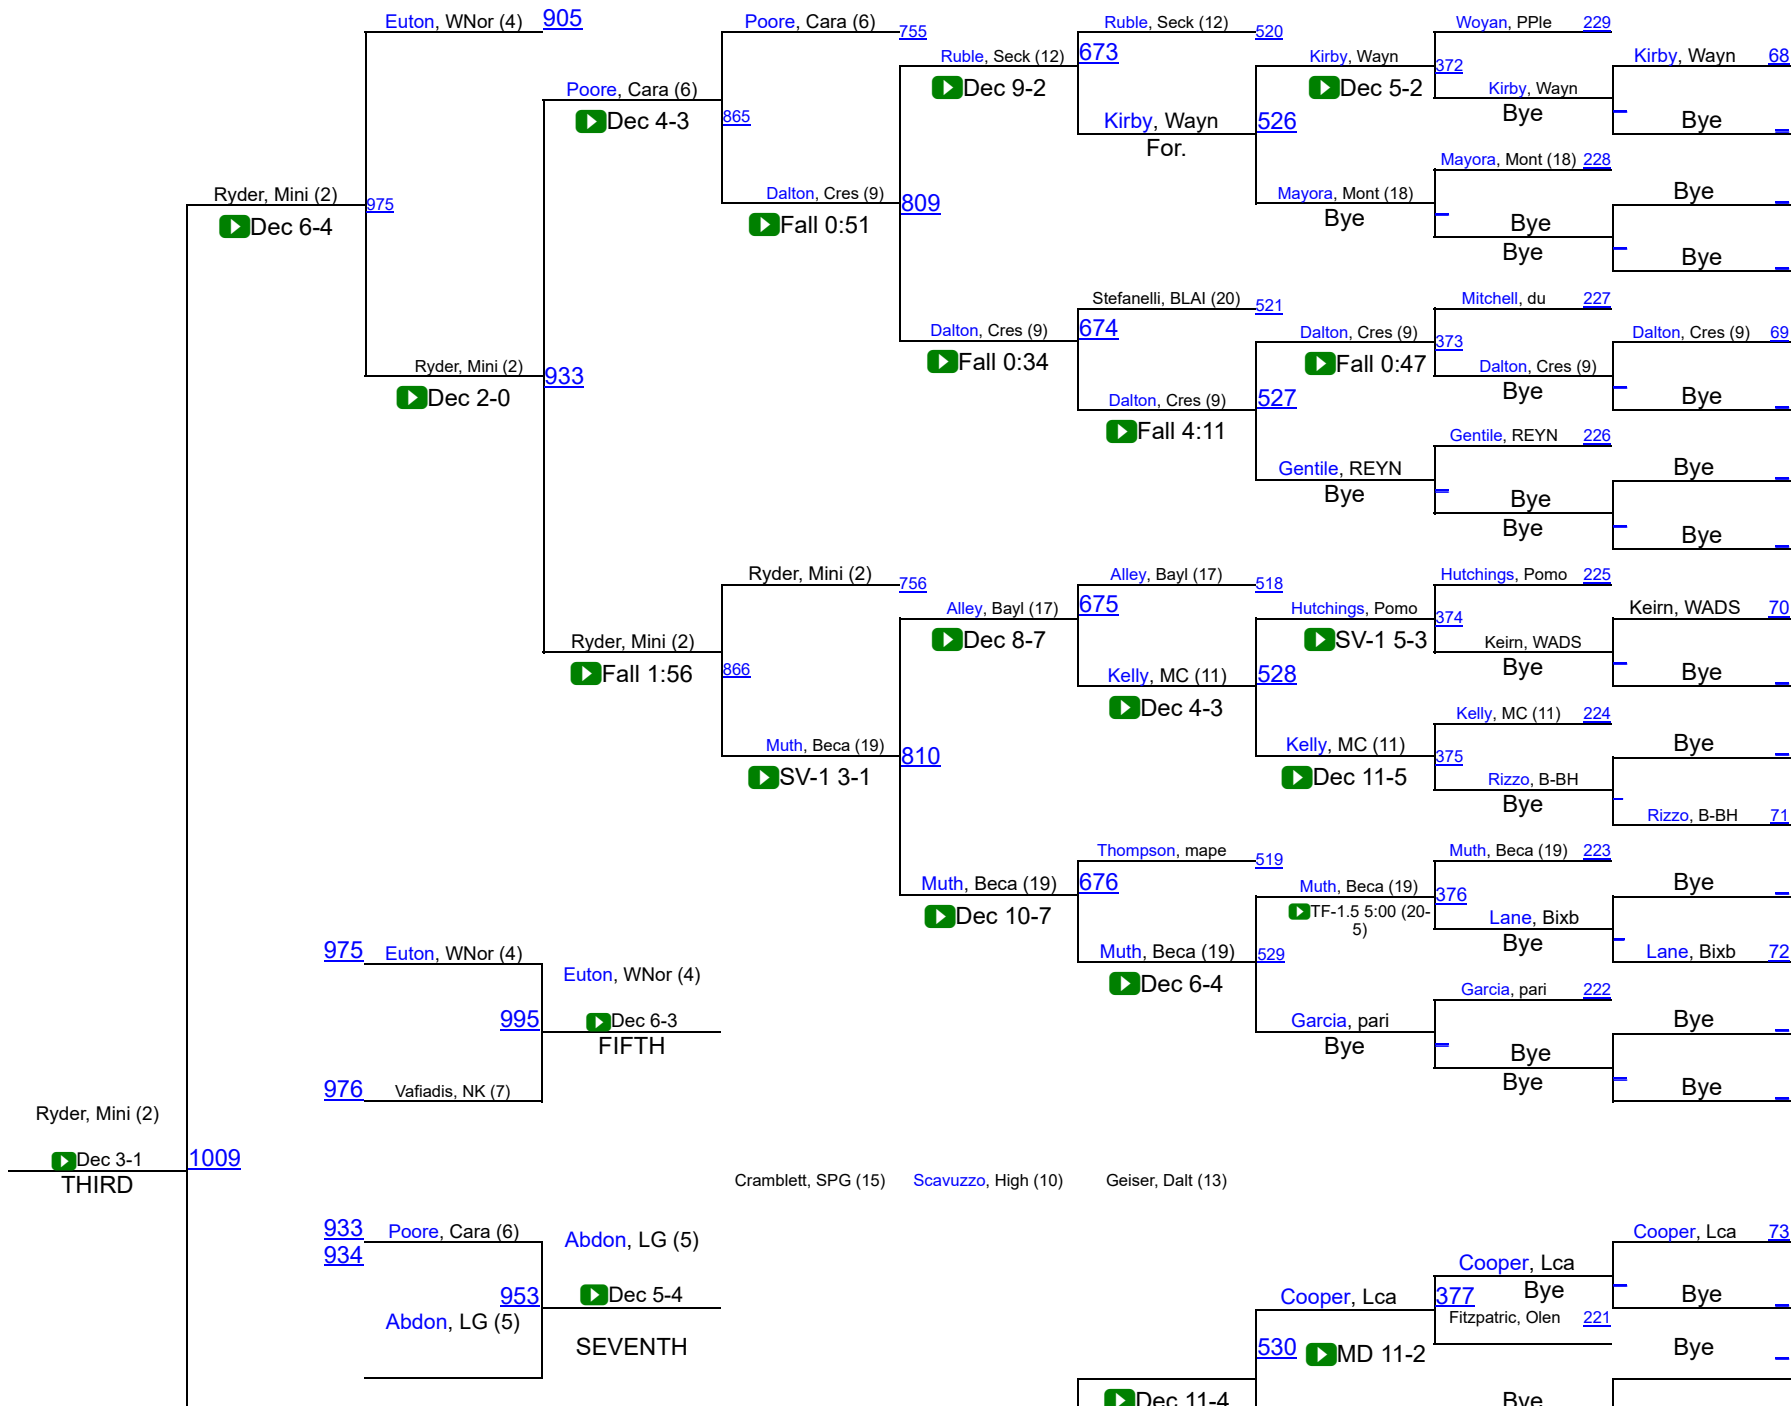 Euton, WNor (4) 905 Poore, Cara (6) 755 Ruble, Seck (12) 520 Woyan, PPle 229
Ruble, Seck (12) 673 Kirby, Wayn 372 Kirby, Wayn 68
Poore, Cara (6) Dec 9-2 Dec 5-2 Kirby, Wayn
Dec 4-3 865 Kirby, Wayn 526 Bye Bye
For.
Mayora, Mont (18) 228
Ryder, Mini (2) 975 Dalton, Cres (9) 809 Mayora, Mont (18) Bye
Dec 6-4 Fall 0:51 Bye Bye
Bye Bye
Stefanelli, BLAI (20) 521 Mitchell, du 227
Dalton, Cres (9) 674 Dalton, Cres (9) 373 Dalton, Cres (9) 69
Ryder, Mini (2) 933 Fall 0:34 Fall 0:47 Dalton, Cres (9)
Dec 2-0 Dalton, Cres (9) 527 Bye Bye
Fall 4:11 Gentile, REYN 226
Gentile, REYN Bye
Bye Bye
Bye Bye
Ryder, Mini (2) 756 Alley, Bayl (17) 518 Hutchings, Pomo 225
Alley, Bayl (17) 675 Hutchings, Pomo 374 Keirn, WADS 70
Ryder, Mini (2) Dec 8-7 SV-1 5-3 Keirn, WADS
Fall 1:56 866 Kelly, MC (11) 528 Bye Bye
Dec 4-3 Kelly, MC (11) 224
Muth, Beca (19) 810 Kelly, MC (11) 375 Bye
SV-1 3-1 Dec 11-5 Rizzo, B-BH
Bye Rizzo, B-BH 71
Thompson, mape 519 Muth, Beca (19) 223
Muth, Beca (19) 676 Muth, Beca (19) 376 Bye
Dec 10-7 TF-1.5 5:00 (20-
5) Lane, Bixb
975 Euton, WNor (4) Muth, Beca (19) 529 Bye Lane, Bixb 72
Euton, WNor (4) Dec 6-4 Garcia, pari 222
995 Dec 6-3 Garcia, pari Bye
FIFTH Bye Bye
976 Vafiadis, NK (7) Bye Bye
Ryder, Mini (2)
Dec 3-1 1009
THIRD Cramblett, SPG (15) Scavuzzo, High (10) Geiser, Dalt (13)
933 Poore, Cara (6) Abdon, LG (5) Cooper, Lca 73
934 Cooper, Lca
953 Dec 5-4 Cooper, Lca 377 Bye Bye
Abdon, LG (5) Fitzpatric, Olen 221
SEVENTH 530 MD 11-2 Bye
Dec 11-4 Bye